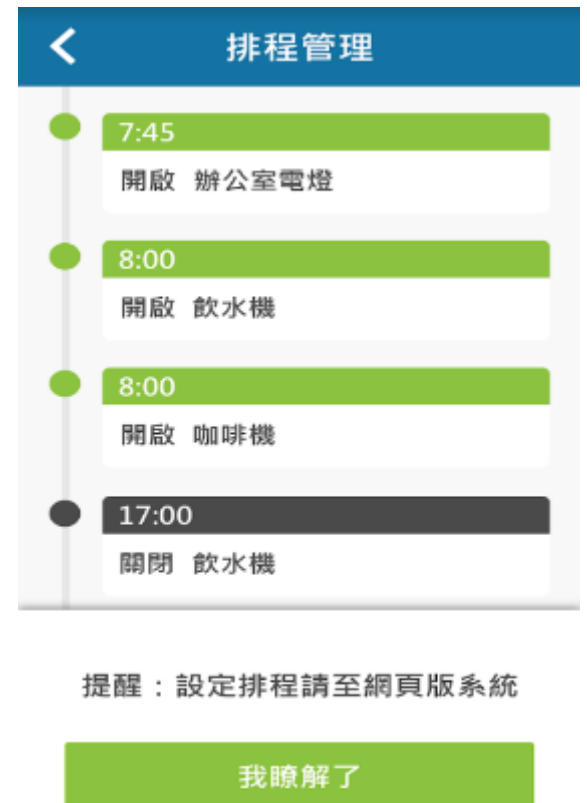 排程管理
7:45
開啟 辦公室電燈
8:00
開啟 飲水機
8:00
開啟 咖啡機
17:00
關閉 飲水機
提醒：設定排程請至網頁版系統
我瞭解了